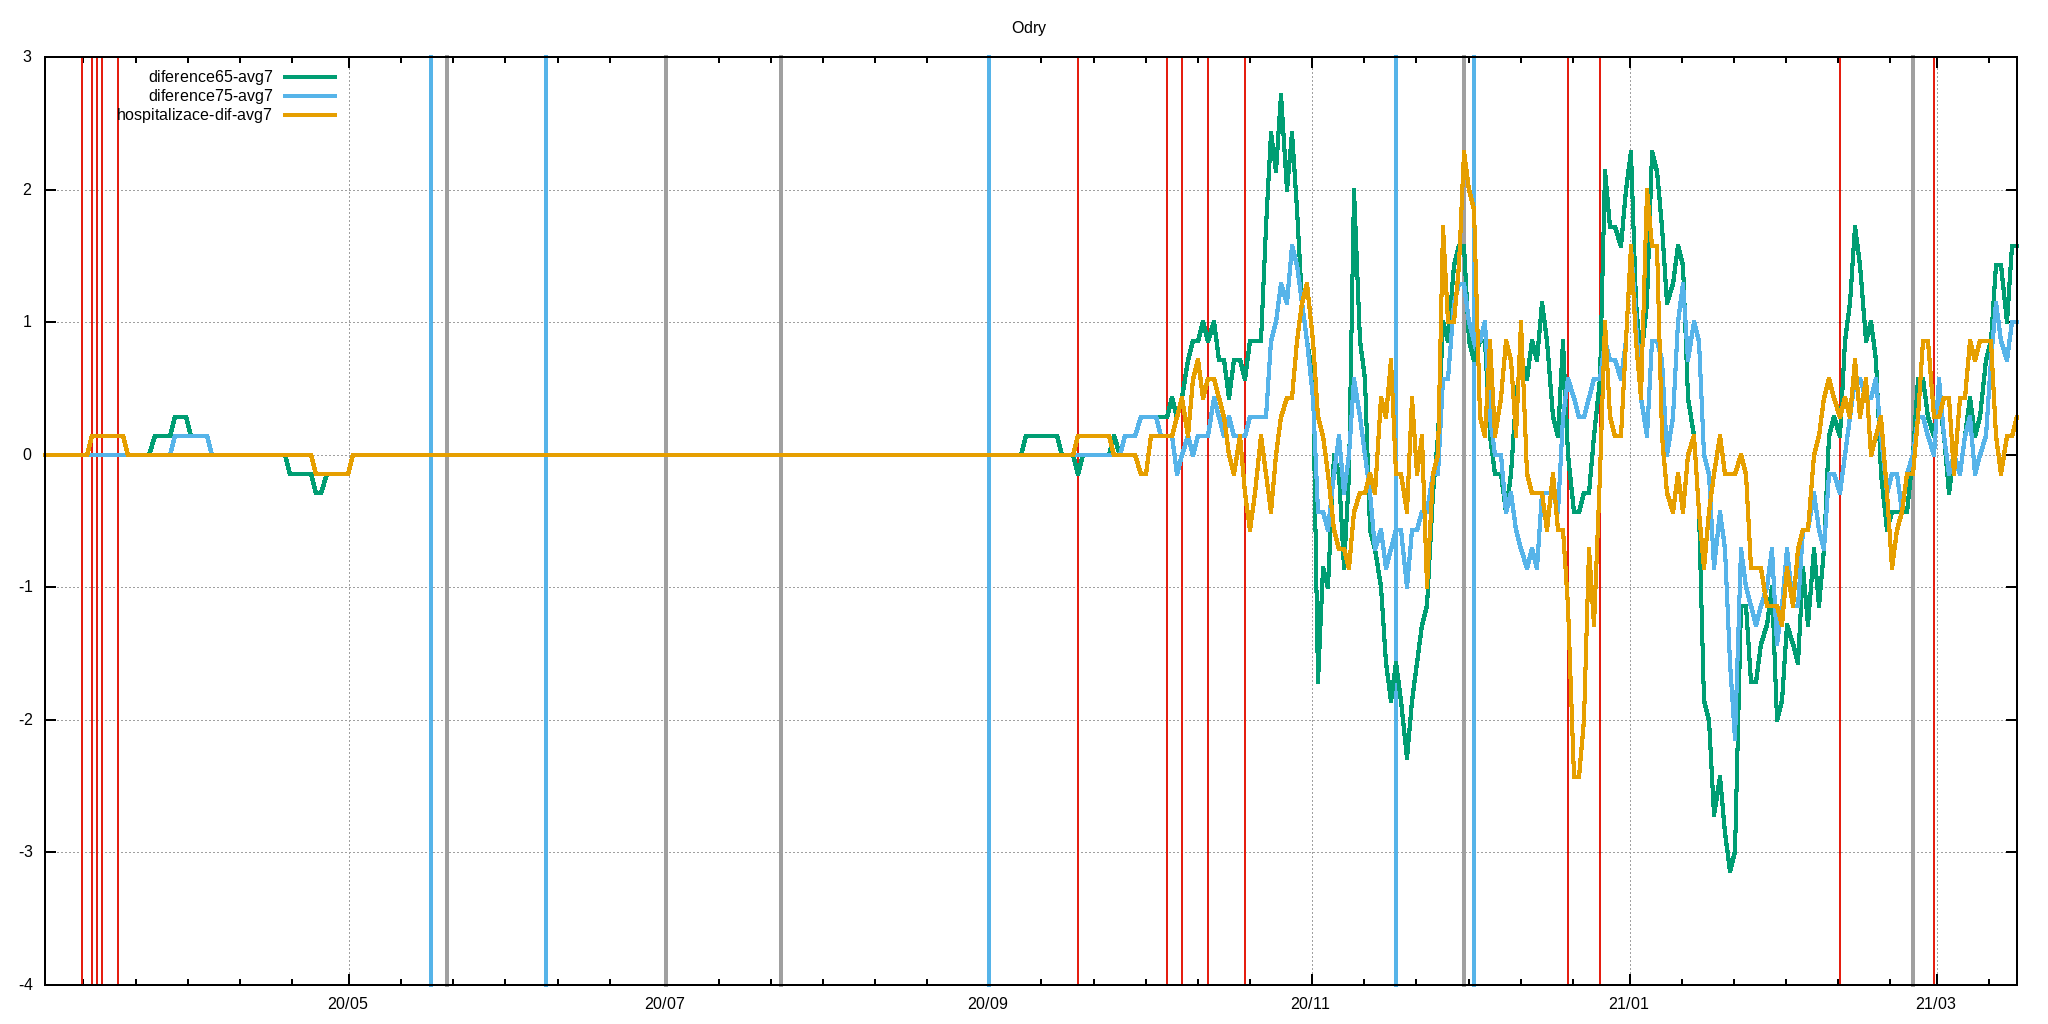 Odry
diference65-avg7
diference75-avg7
hospitalizace-dif-avg7
3
2
1
0
-1
-2
-3
-4
20/05 20/07 20/09 20/11 21/01 21/03